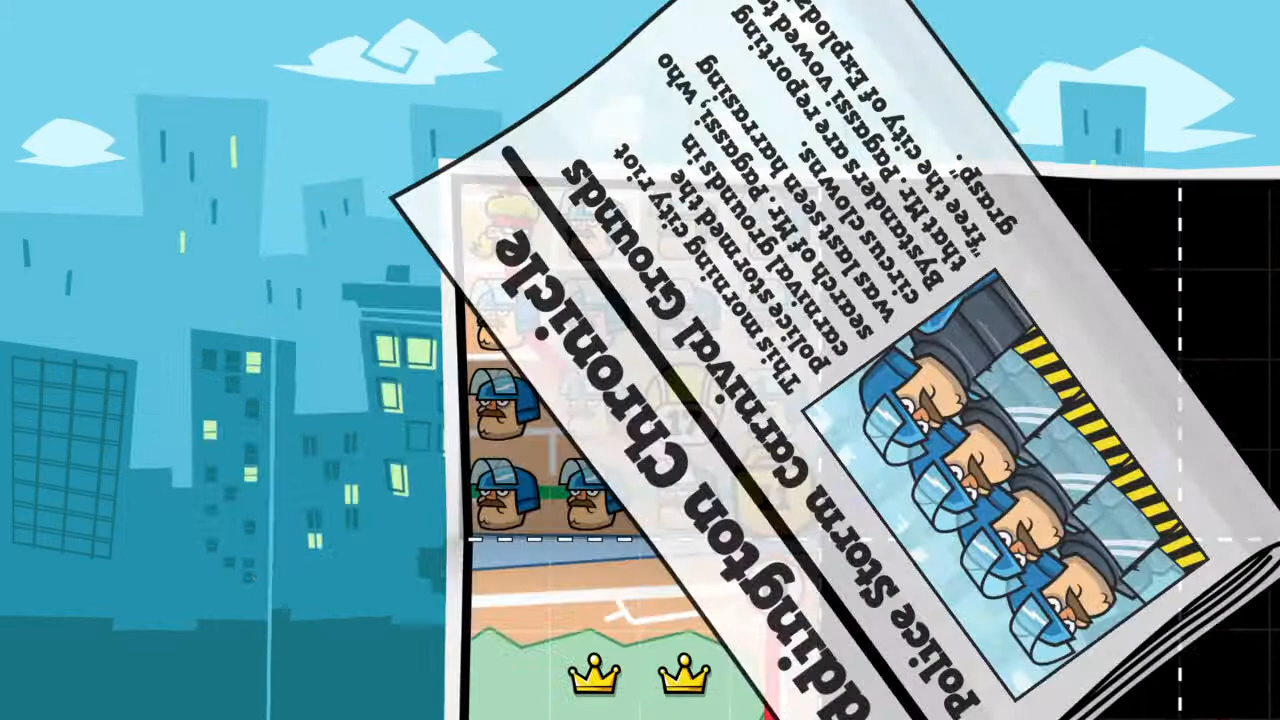 ddington Chronicle
Police Storm Carnival Grounds
This morning city riot
police stormed the
carnival grounds in
search of Mr. Pagassi, who
was last seen harrasing
circus clowns.
Bystanders are reporting
that Mr. Pagassi vowed to
"free the city of Explod
grasp".